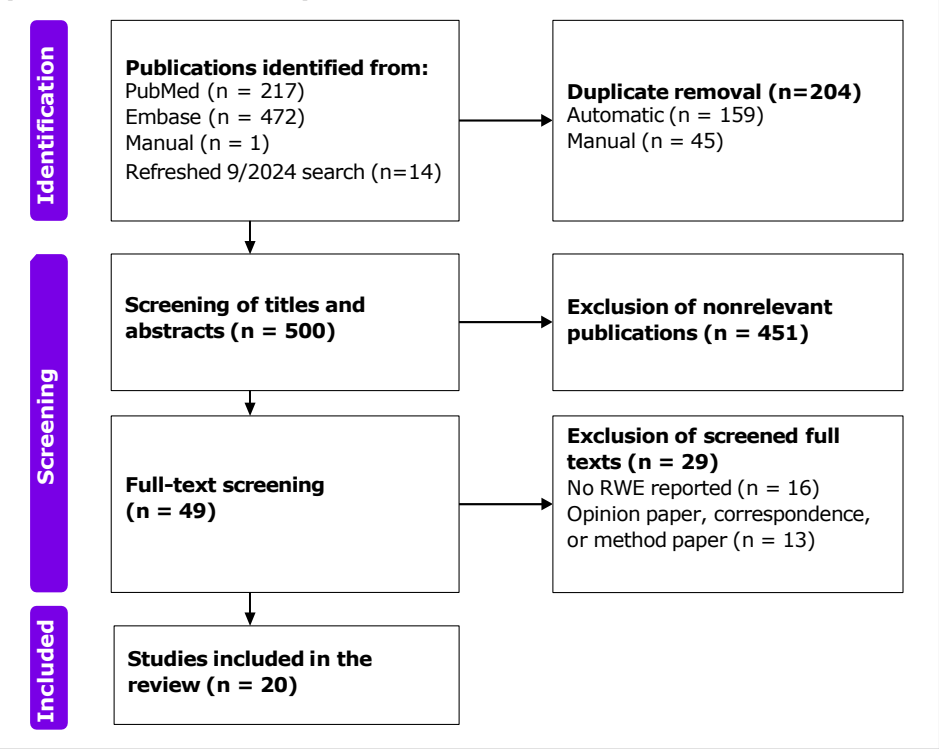 Identification
Publications identified from:
PubMed (n = 217)
Embase (n = 472)
Manual (n = 1)
Refreshed 9/2024 search (n=14)
Duplicate removal (n=204)
Automatic (n = 159)
Manual (n = 45)
Screening
Screening of titles and
abstracts (n = 500)
Exclusion of nonrelevant
publications (n = 451)
Full-text screening
(n = 49)
Exclusion of screened full
texts (n = 29)
No RWE reported (n = 16)
Opinion paper, correspondence,
or method paper (n = 13)
Included
Studies included in the
review (n = 20)